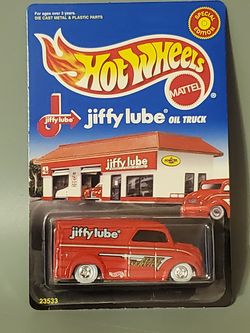 For ages over 3 years.
DIE CAST METAL & PLASTIC PARTS
SPECIAL EDITION
Hot Wheels
MATTEL
jiffy lube
jiffy lube OIL TRUCK
jiffy lube
jiffy lube
23533